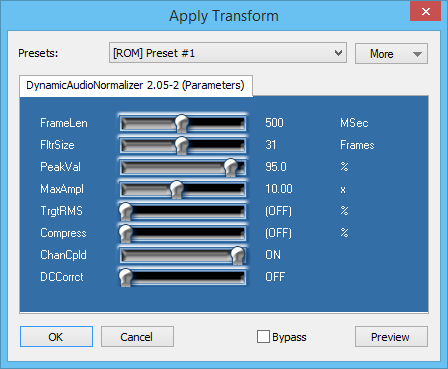 Apply Transform
Presets: [ROM] Preset #1 More
DynamicAudioNormalizer 2.05-2 (Parameters)
FrameLen 500 MSec
FltrSize 31 Frames
PeakVal 95.0 %
MaxAmpl 10.00 x
TrgtRMS (OFF) %
Compress (OFF) %
ChanCpld ON
DCCorrct OFF
OK Cancel Bypass Preview